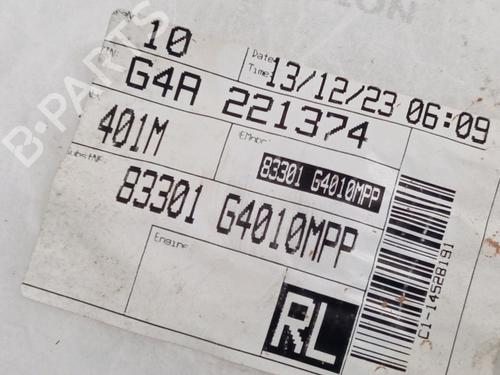 10
Date/
Time:
13/12/23 06:09
G4A 221374
401M
83301 G4010MPP
83301 G4010MPP
Engine
RL
C1-14528191
B-PARTS